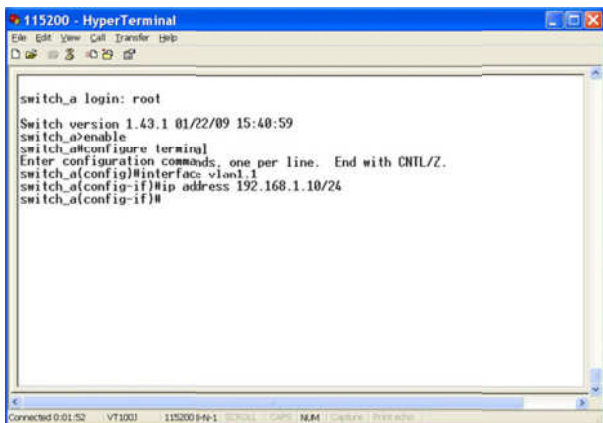 115200 - HyperTerminal
File Edit View Call Transfer Help
switch_a login: root
Switch version 1.43.1 01/22/09 15:40:59
switch_a>enable
switch_a#configure terminal
Enter configuration commands, one per line. End with CNTL/Z.
switch_a(config)#interface vlan1.1
switch_a(config-if)#ip address 192.168.1.10/24
switch_a(config-if)#
Connected 0:01:52 VT100J 115200 8-N-1 SCROLL CAPS NUM Capture Print echo